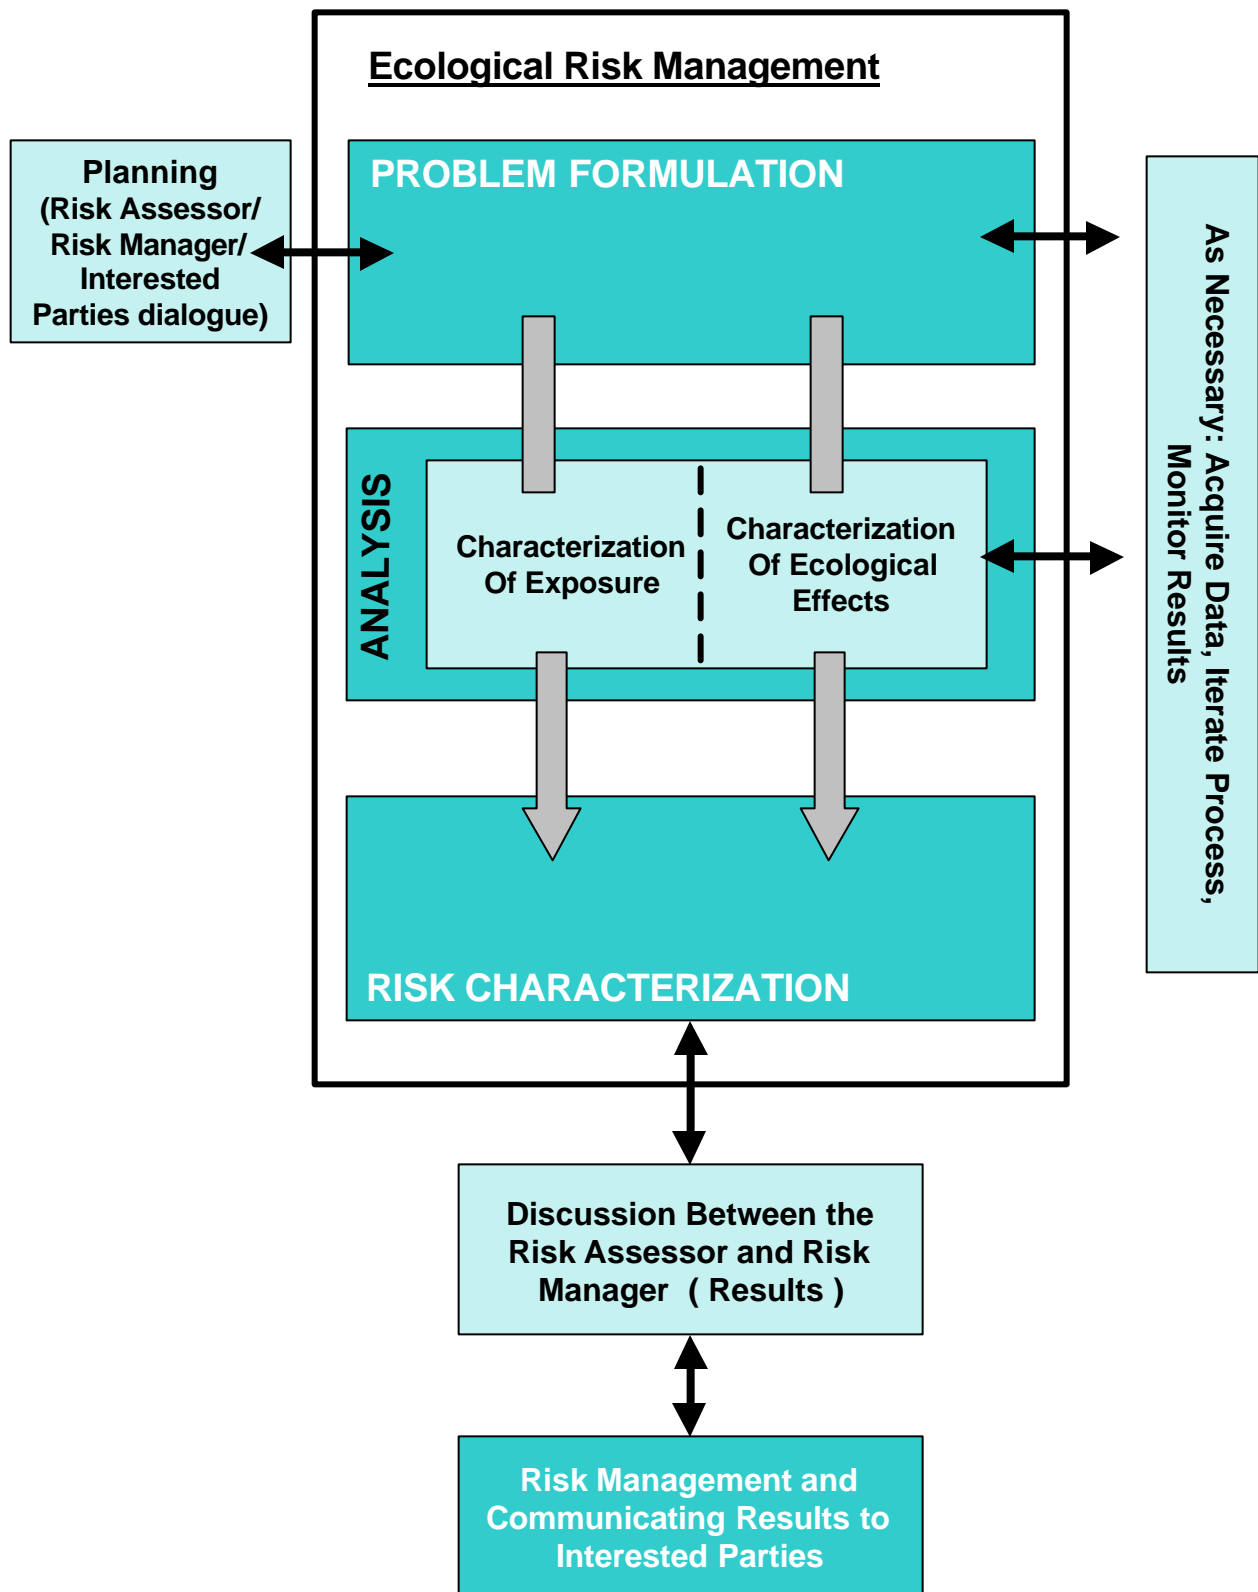 Ecological Risk Management
Planning
(Risk Assessor/
Risk Manager/
Interested
Parties dialogue)
PROBLEM FORMULATION
As Necessary: Acquire Data, Iterate Process,
Monitor Results
ANALYSIS
Characterization
Of Exposure
Characterization
Of Ecological
Effects
RISK CHARACTERIZATION
Discussion Between the
Risk Assessor and Risk
Manager ( Results )
Risk Management and
Communicating Results to
Interested Parties